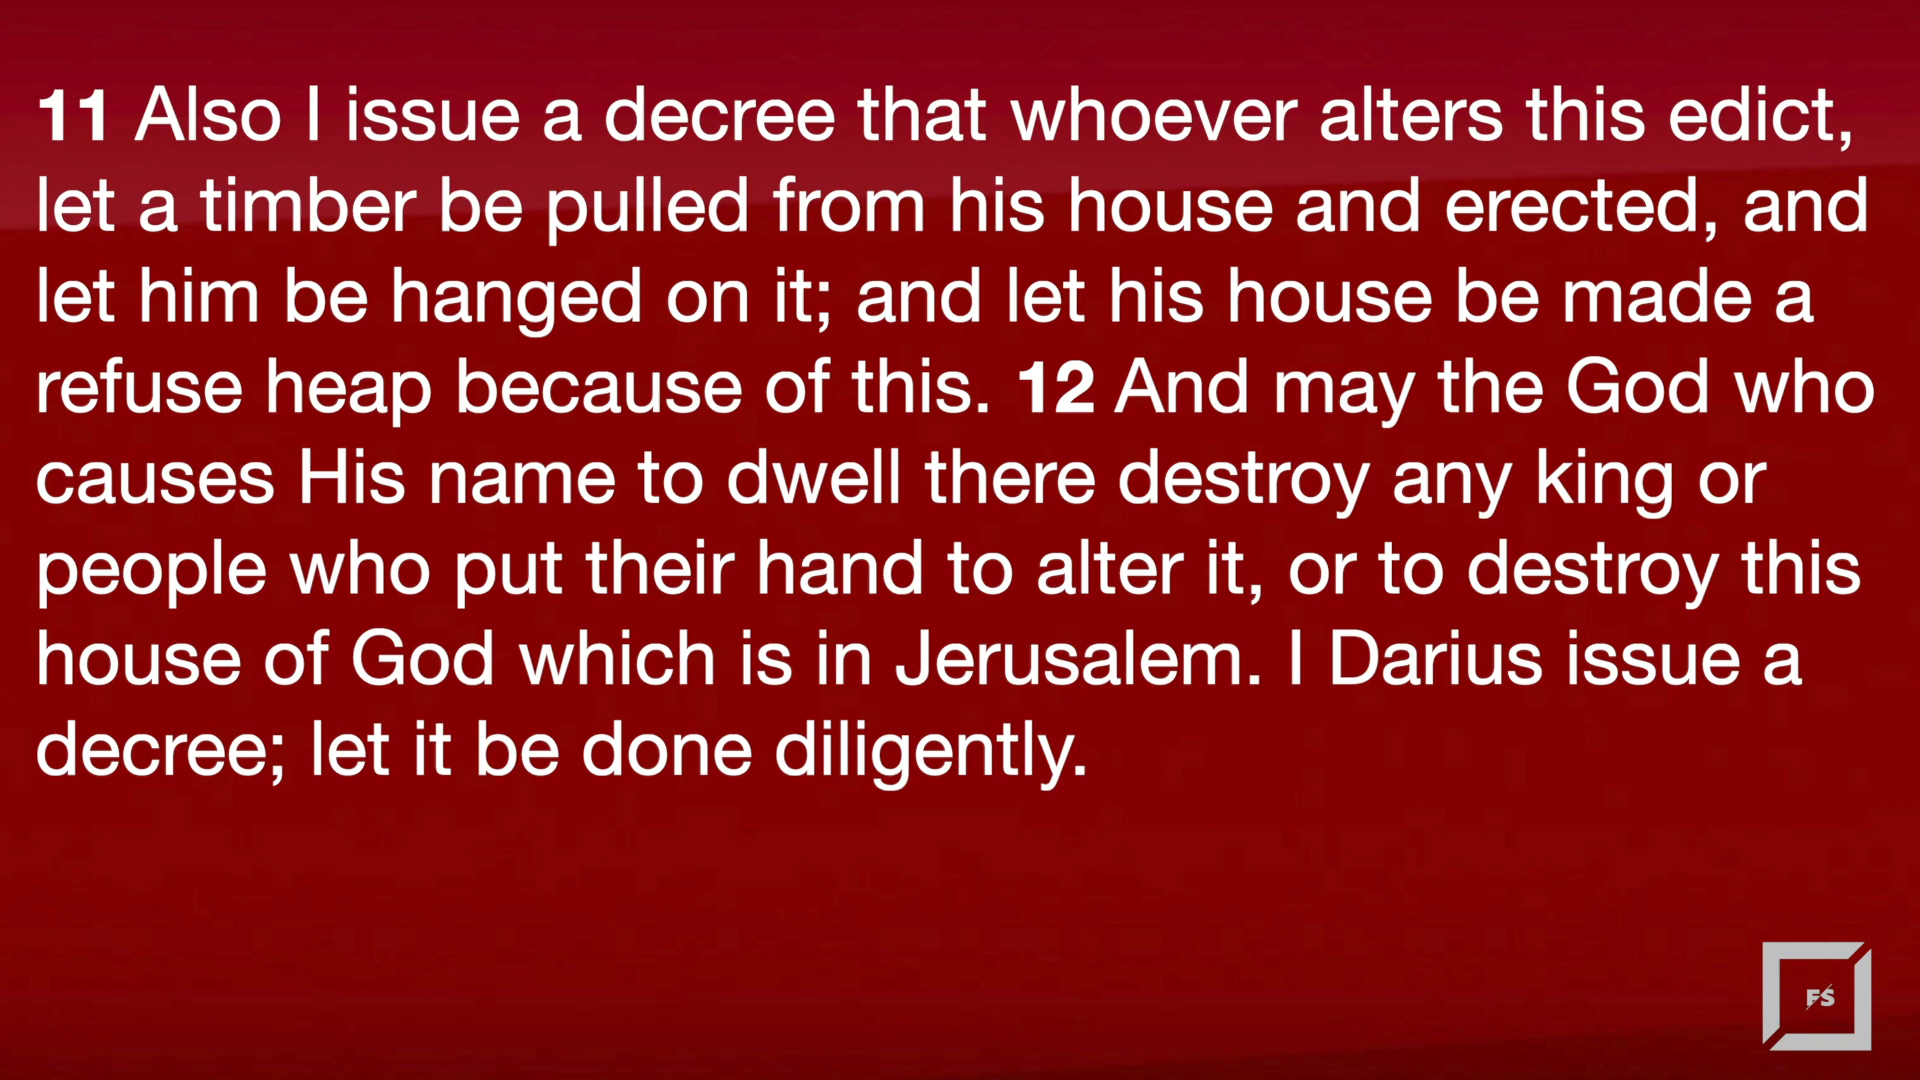 11 Also I issue a decree that whoever alters this edict,
let a timber be pulled from his house and erected, and
let him be hanged on it; and let his house be made a
refuse heap because of this. 12 And may the God who
causes His name to dwell there destroy any king or
people who put their hand to alter it, or to destroy this
house of God which is in Jerusalem. I Darius issue a
decree; let it be done diligently.
FS